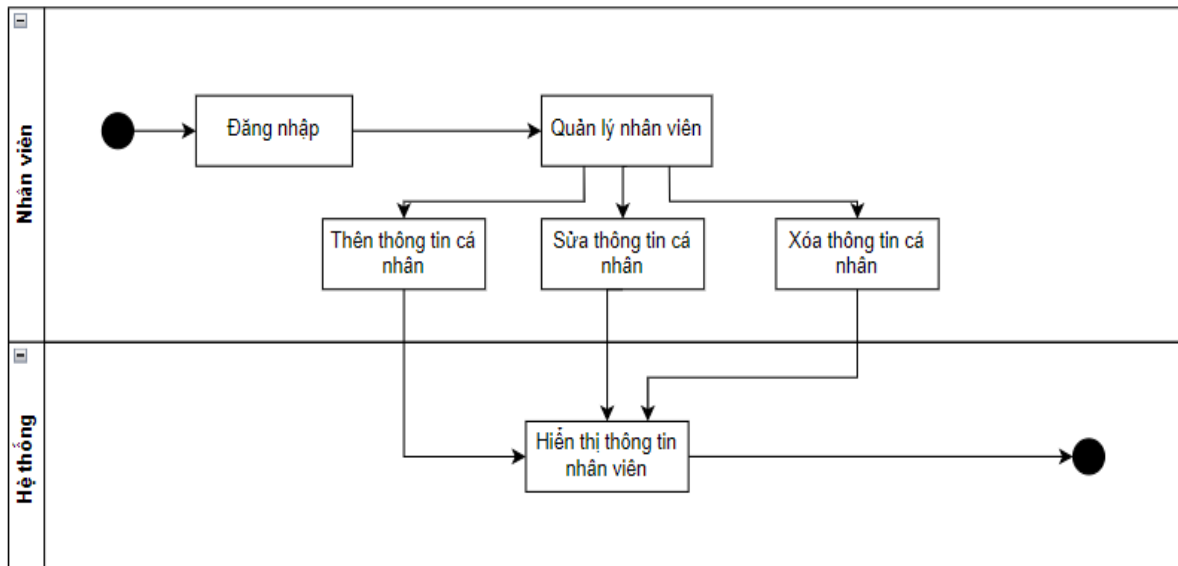 Nhân viên
Đăng nhập
Quản lý nhân viên
Thên thông tin cá
nhân
Sửa thông tin cá
nhân
Xóa thông tin cá
nhân
Hệ thống
Hiển thị thông tin
nhân viên